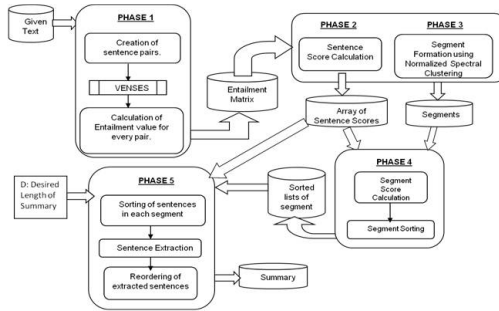 Given
Text
PHASE 1
Creation of
sentence pairs.
VENSES
Calculation of
Entailment value for
every pair.
Entailment
Matrix
PHASE 2
Sentence
Score Calculation
PHASE 3
Segment
Formation using
Normalized Spectral
Clustering
Array of
Sentence Scores
Segments
PHASE 4
Segment
Score
Calculation
Segment Sorting
Sorted
lists of
segment
PHASE 5
D: Desired
Length of
Summary
Sorting of sentences
in each segment
Sentence Extraction
Reordering of
extracted sentences
Summary